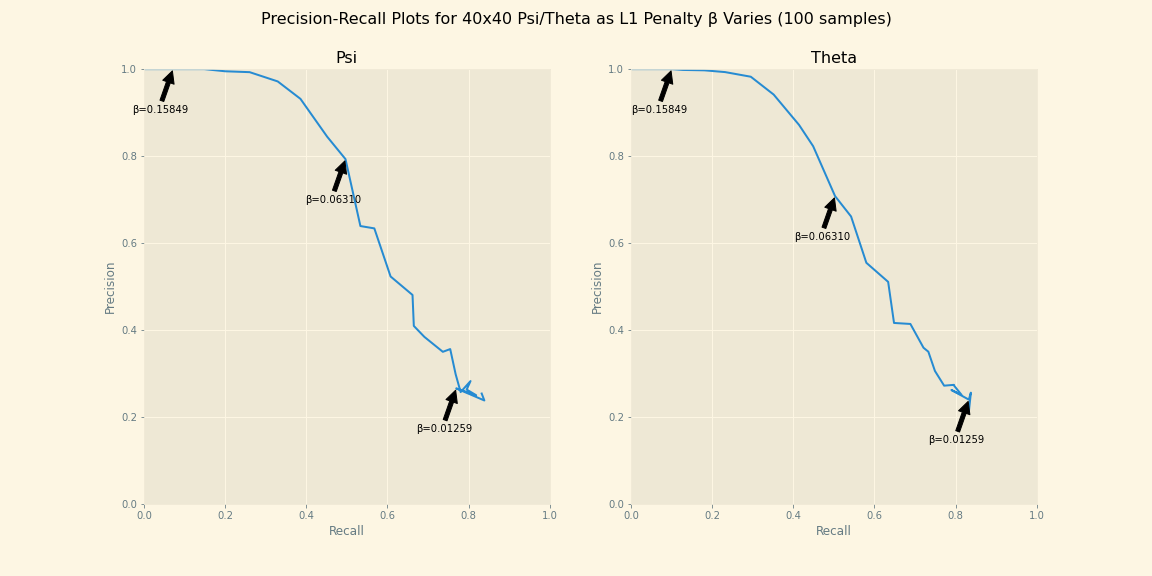 Precision-Recall Plots for 40x40 Psi/Theta as L1 Penalty β Varies (100 samples)
Psi
1.0
0.8
0.6
0.4
0.2
0.0
Precision
β=0.15849
β=0.06310
β=0.01259
0.0 0.2 0.4 0.6 0.8 1.0
Recall
Theta
1.0
0.8
0.6
0.4
0.2
0.0
Precision
β=0.15849
β=0.06310
β=0.01259
0.0 0.2 0.4 0.6 0.8 1.0
Recall